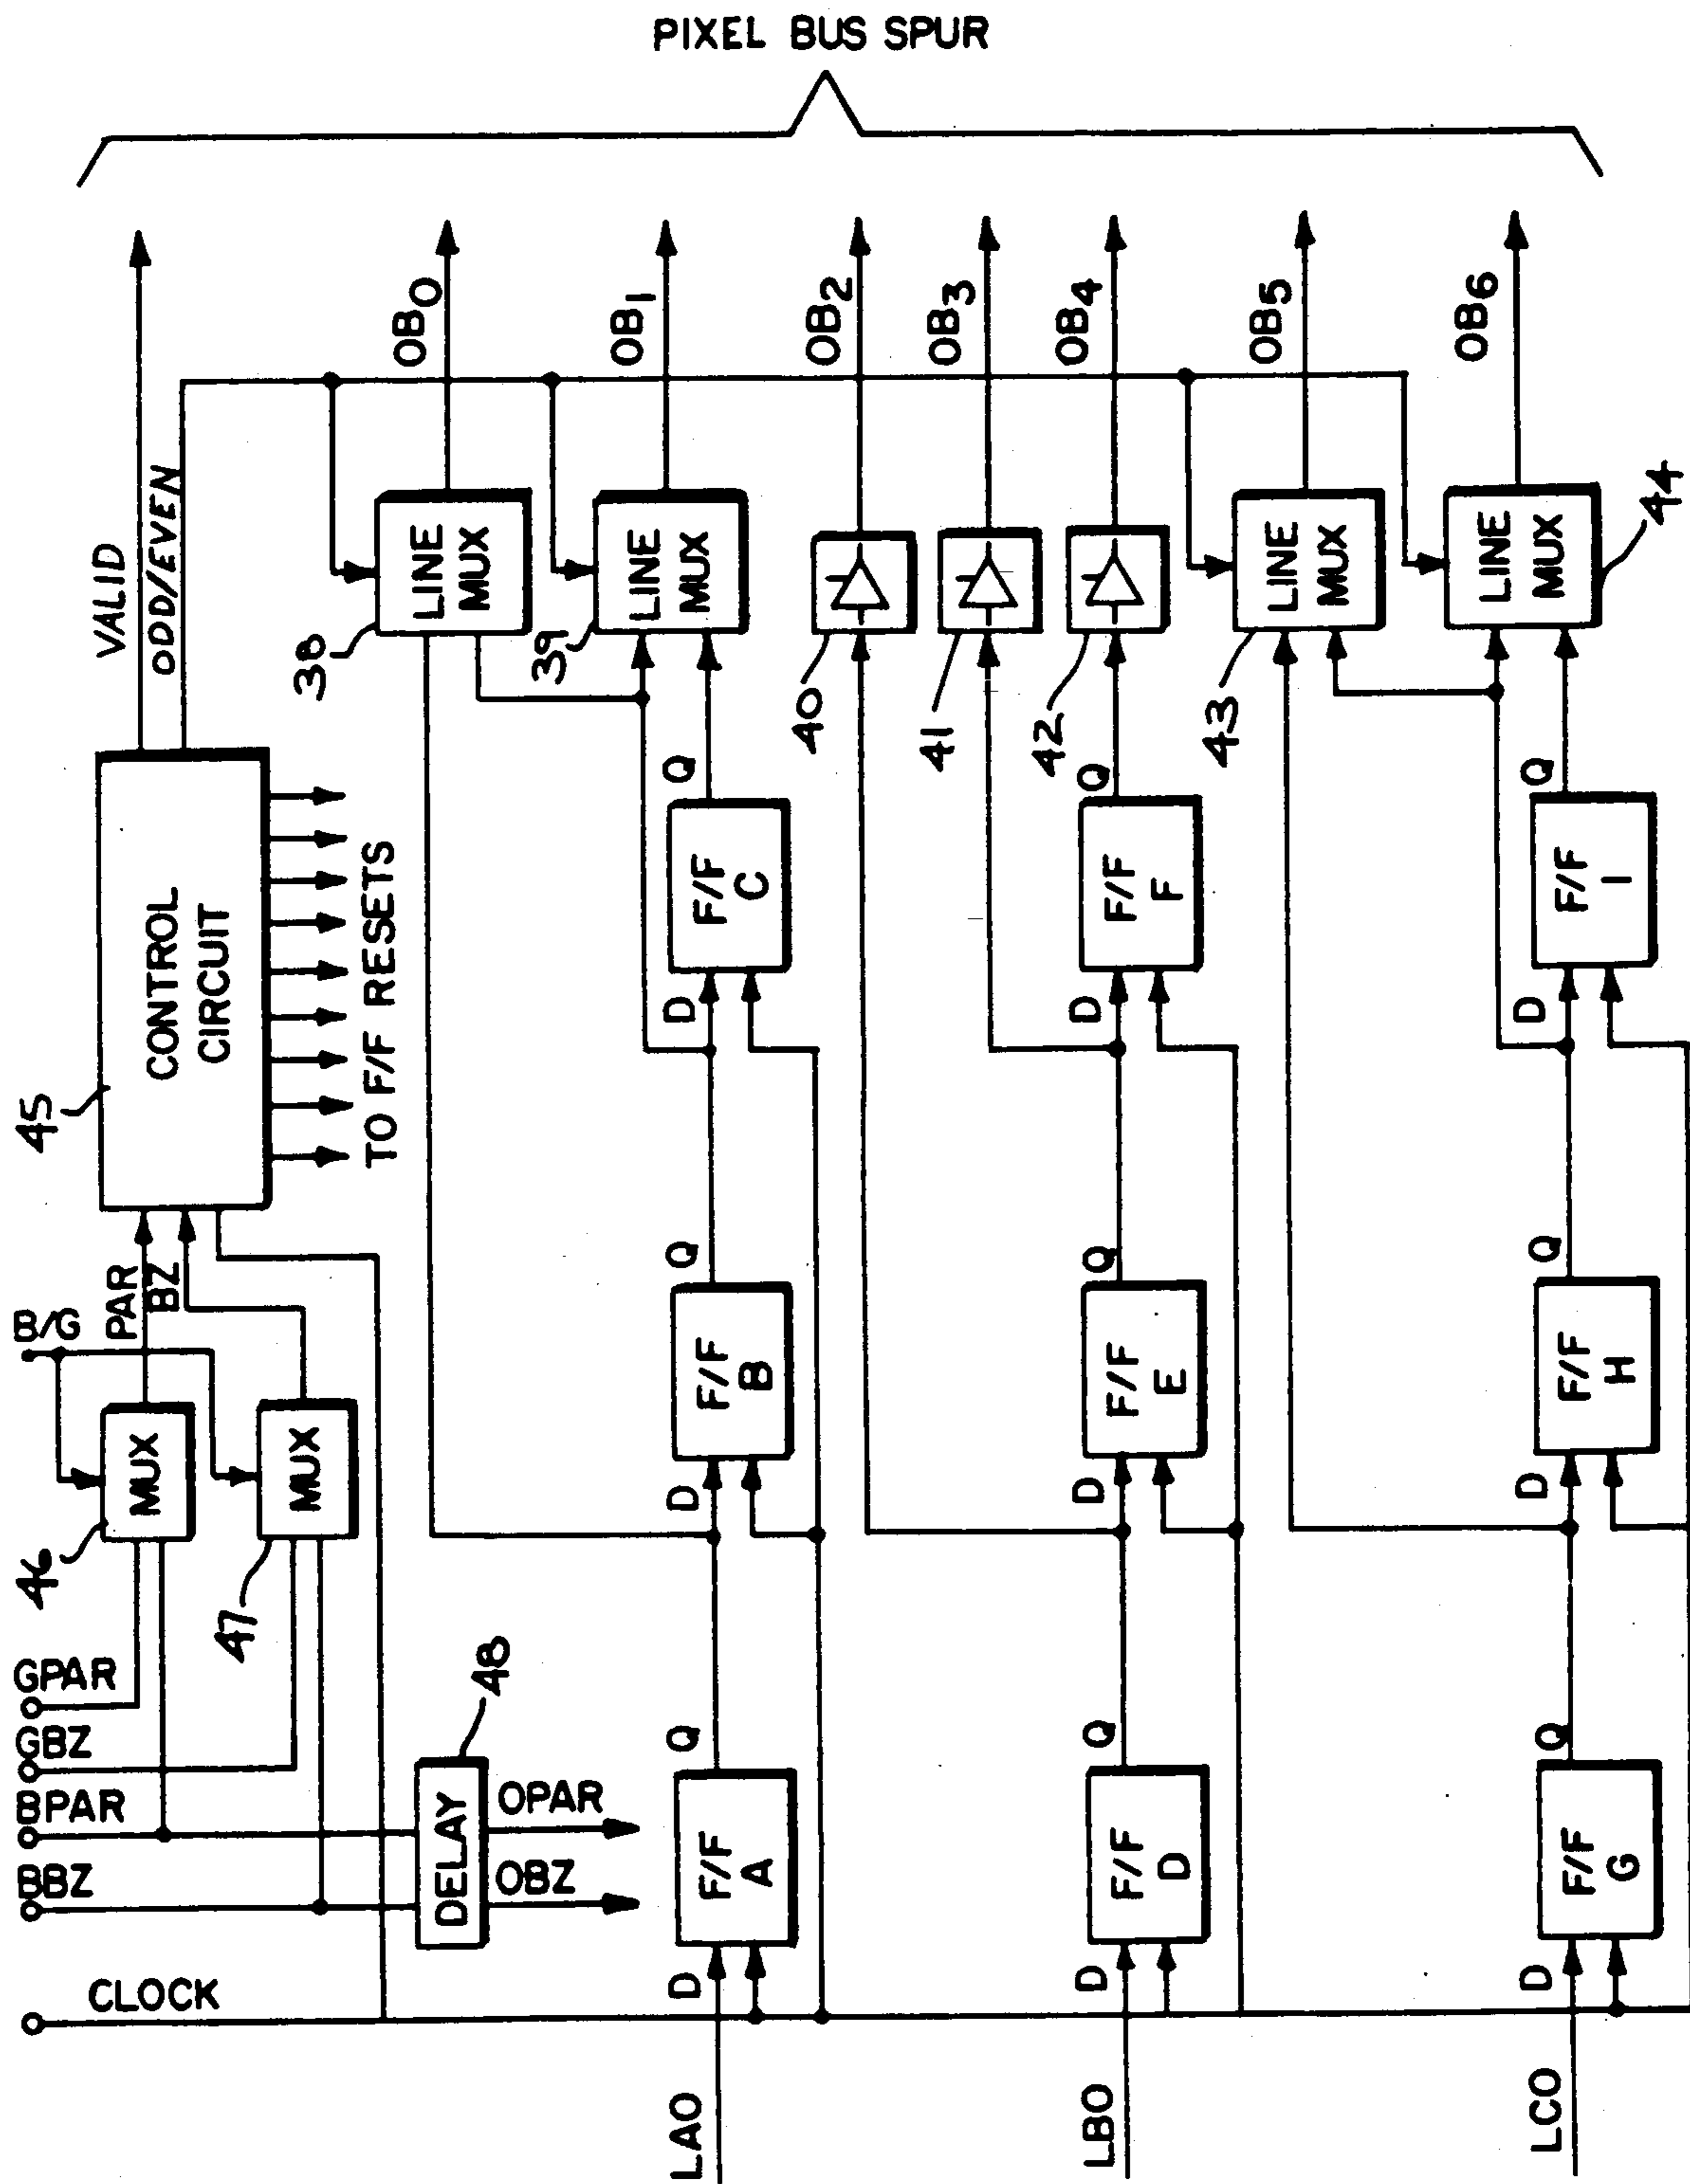 PIXEL BUS SPUR
VALID
ODD/EVEN
OB0
OB1
OB2
OB3
OB4
OB5
OB6
45
CONTROL
CIRCUIT
TO F/F RESETS
38
LINE
MUX
39
LINE
MUX
40
41
42
43
LINE
MUX
44
LINE
MUX
B/G
PAR
BZ
46
MUX
47
MUX
GPAR
GBZ
BPAR
BBZ
CLOCK
48
DELAY
OPAR
OBZ
LAO
D
F/F
A
Q
D
F/F
B
Q
D
F/F
C
Q
LBO
D
F/F
D
Q
D
F/F
E
Q
D
F/F
F
Q
LCO
D
F/F
G
Q
D
F/F
H
Q
D
F/F
I
Q